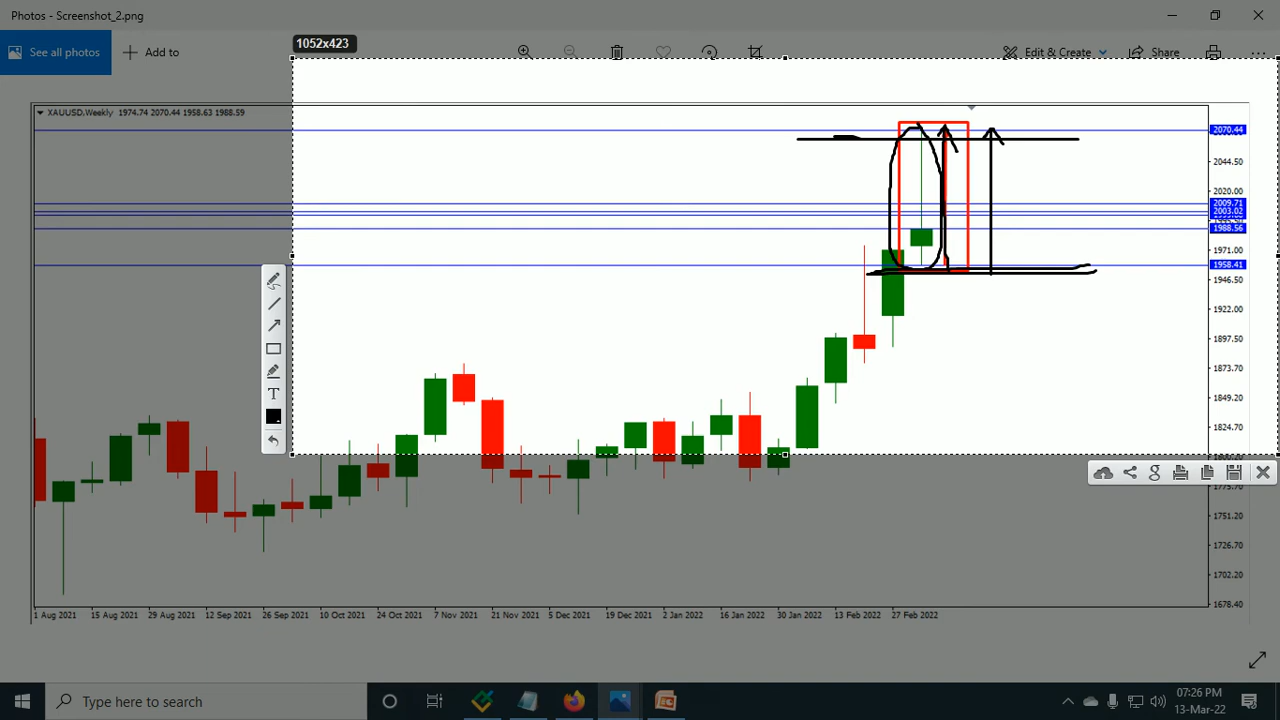 Photos - Screenshot_2.png
See all photos
Add to
1052x423
Edit & Create
Share
XAUUSD,Weekly 1974.74 2070.44 1958.63 1988.59
2070.44
2044.50
2020.00
2009.71
2003.02
1988.56
1971.00
1958.41
1946.50
1922.00
1897.50
1873.70
1849.20
1824.70
1775.70
1751.20
1726.70
1702.20
1678.40
1 Aug 2021 15 Aug 2021 29 Aug 2021 12 Sep 2021 26 Sep 2021 10 Oct 2021 24 Oct 2021 7 Nov 2021 21 Nov 2021 5 Dec 2021 19 Dec 2021 2 Jan 2022 16 Jan 2022 30 Jan 2022 13 Feb 2022 27 Feb 2022
T
g
Type here to search
07:26 PM
13-Mar-22